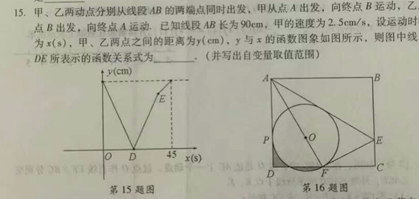 15. 甲、乙两动点分别从线段AB的两端点同时出发、甲从点A出发，向终点B运动，乙
点B出发，向终点A运动. 已知线段AB长为90cm，甲的速度为2.5cm/s，设运动时
为x(s)，甲、乙两点之间的距离为y(cm)，y与x的函数图象如图所示，则图中线
DE所表示的函数关系式为________.（并写出自变量取值范围）
y(cm)
E
O D 45 x(s)
第15题图
A B
P O E
D F C
第16题图